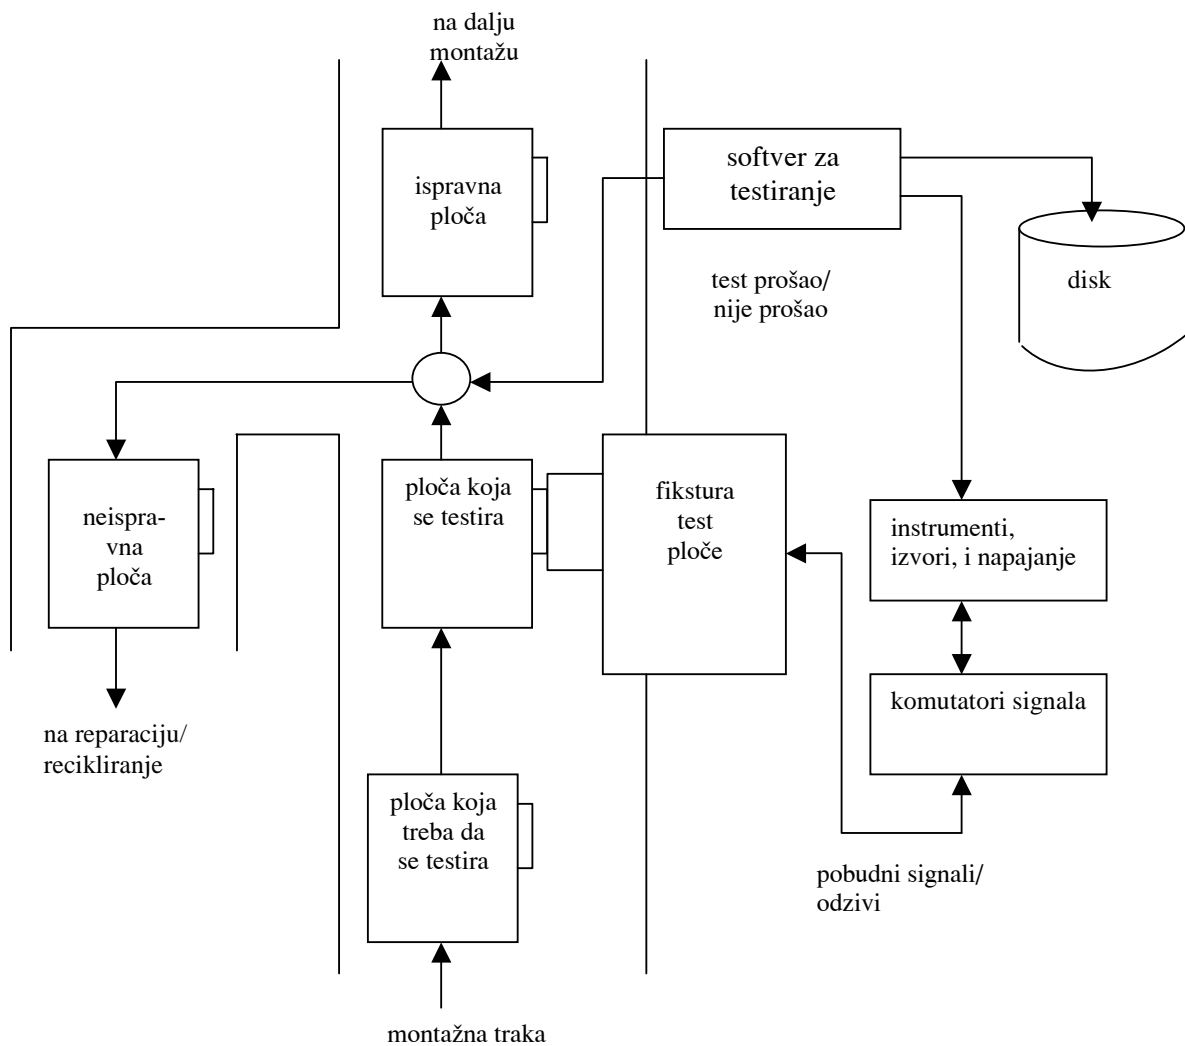 na dalju
montažu
ispravna
ploča
softver za
testiranje
test prošao/
nije prošao
disk
neispra-
vna
ploča
ploča koja
se testira
fikstura
test
ploče
instrumenti,
izvori, i napajanje
komutatori signala
na reparaciju/
recikliranje
ploča koja
treba da
se testira
pobudni signali/
odzivi
montažna traka